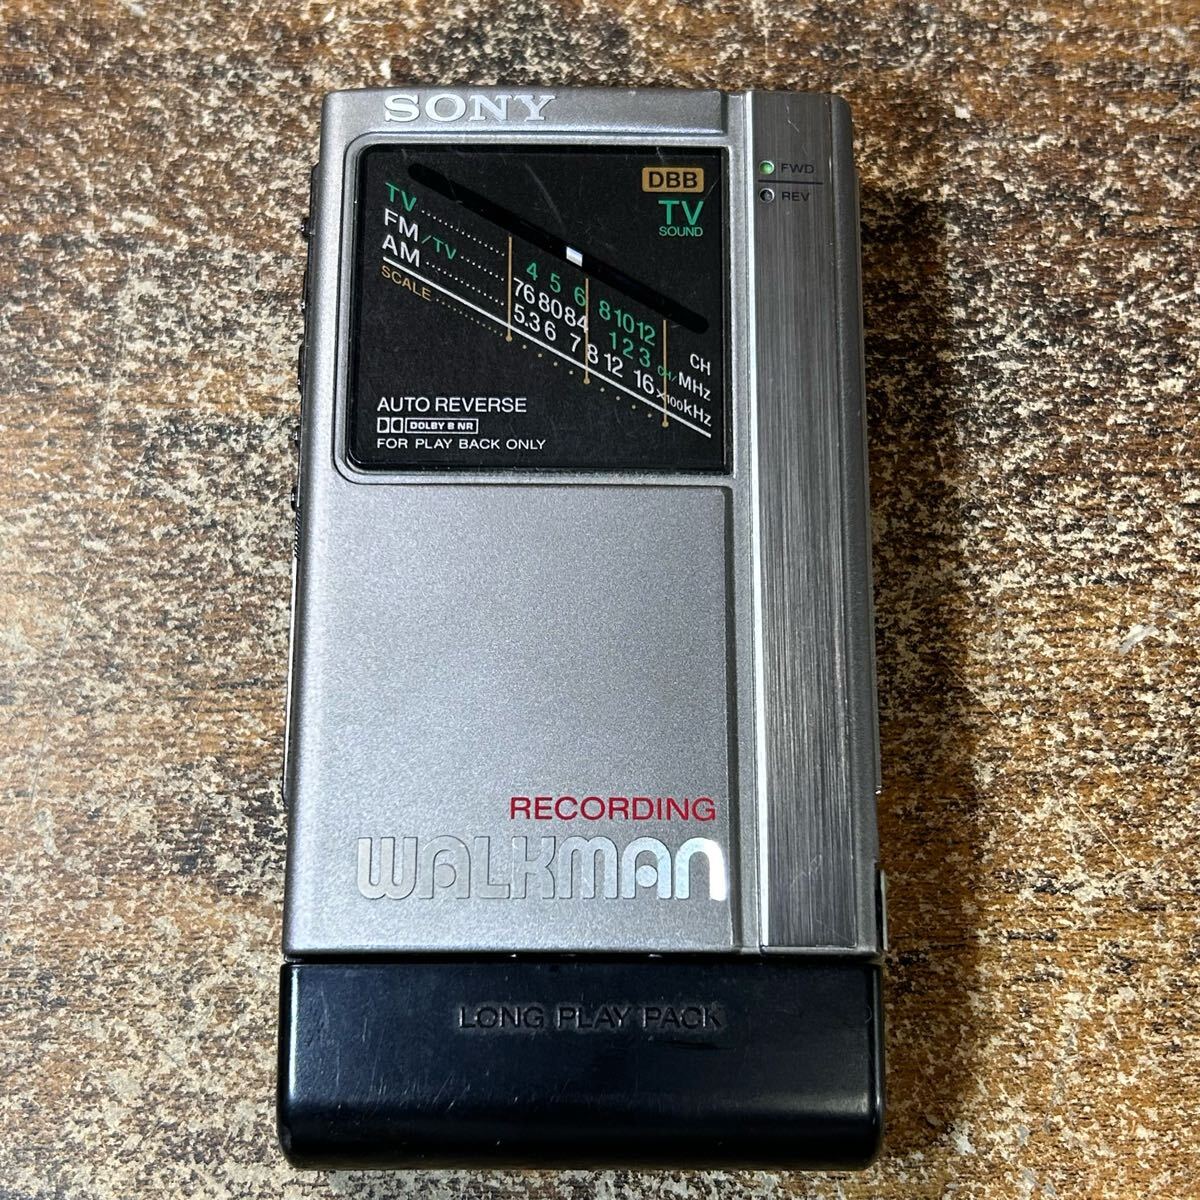 SONY
DBB
TV
SOUND
FWD
REV
TV
FM/TV
AM
SCALE
4 5 6 8 10 12 CH
76 80 84 1 2 3 CH/MHz
5.3 6 7 8 12 16 ×100kHz
AUTO REVERSE
DOLBY B NR
FOR PLAY BACK ONLY
RECORDING
WALKMAN
LONG PLAY PACK